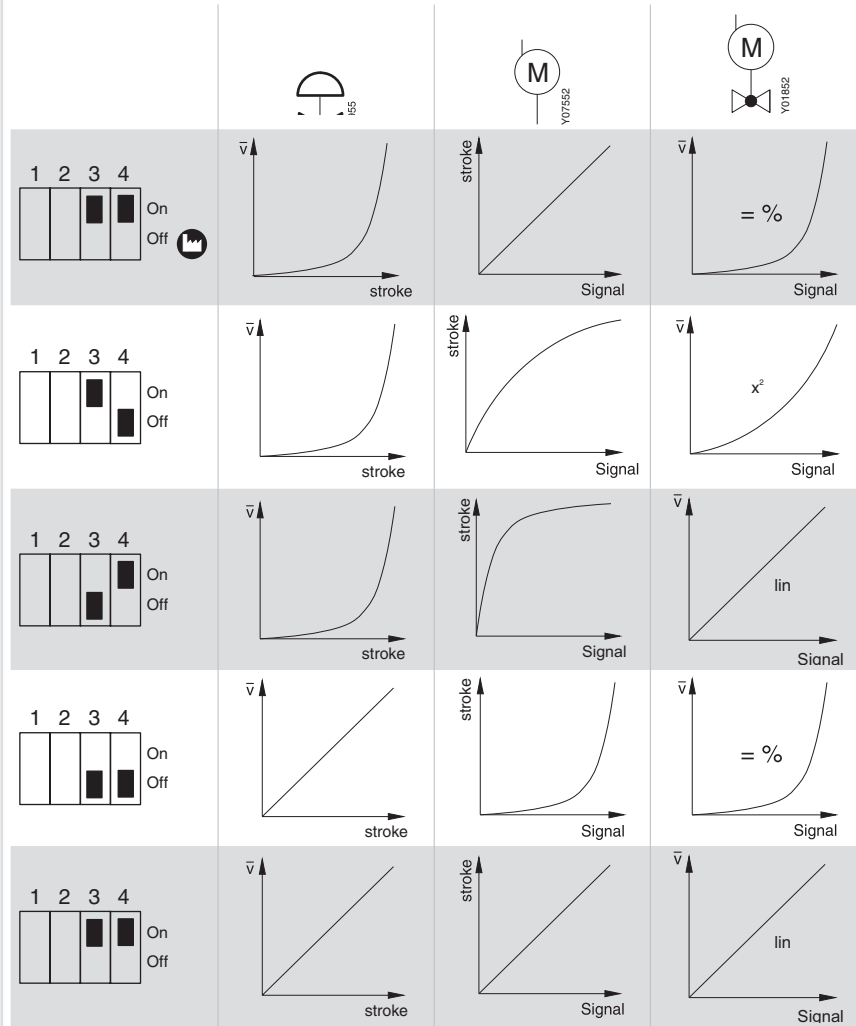 M
M
Y07552
Y01852
1 2 3 4
On
Off
v̅
stroke
stroke
Signal
v̅
= %
Signal
1 2 3 4
On
Off
v̅
stroke
stroke
Signal
v̅
x²
Signal
1 2 3 4
On
Off
v̅
stroke
stroke
Signal
v̅
lin
Signal
1 2 3 4
On
Off
v̅
stroke
stroke
Signal
v̅
= %
Signal
1 2 3 4
On
Off
v̅
stroke
stroke
Signal
v̅
lin
Signal